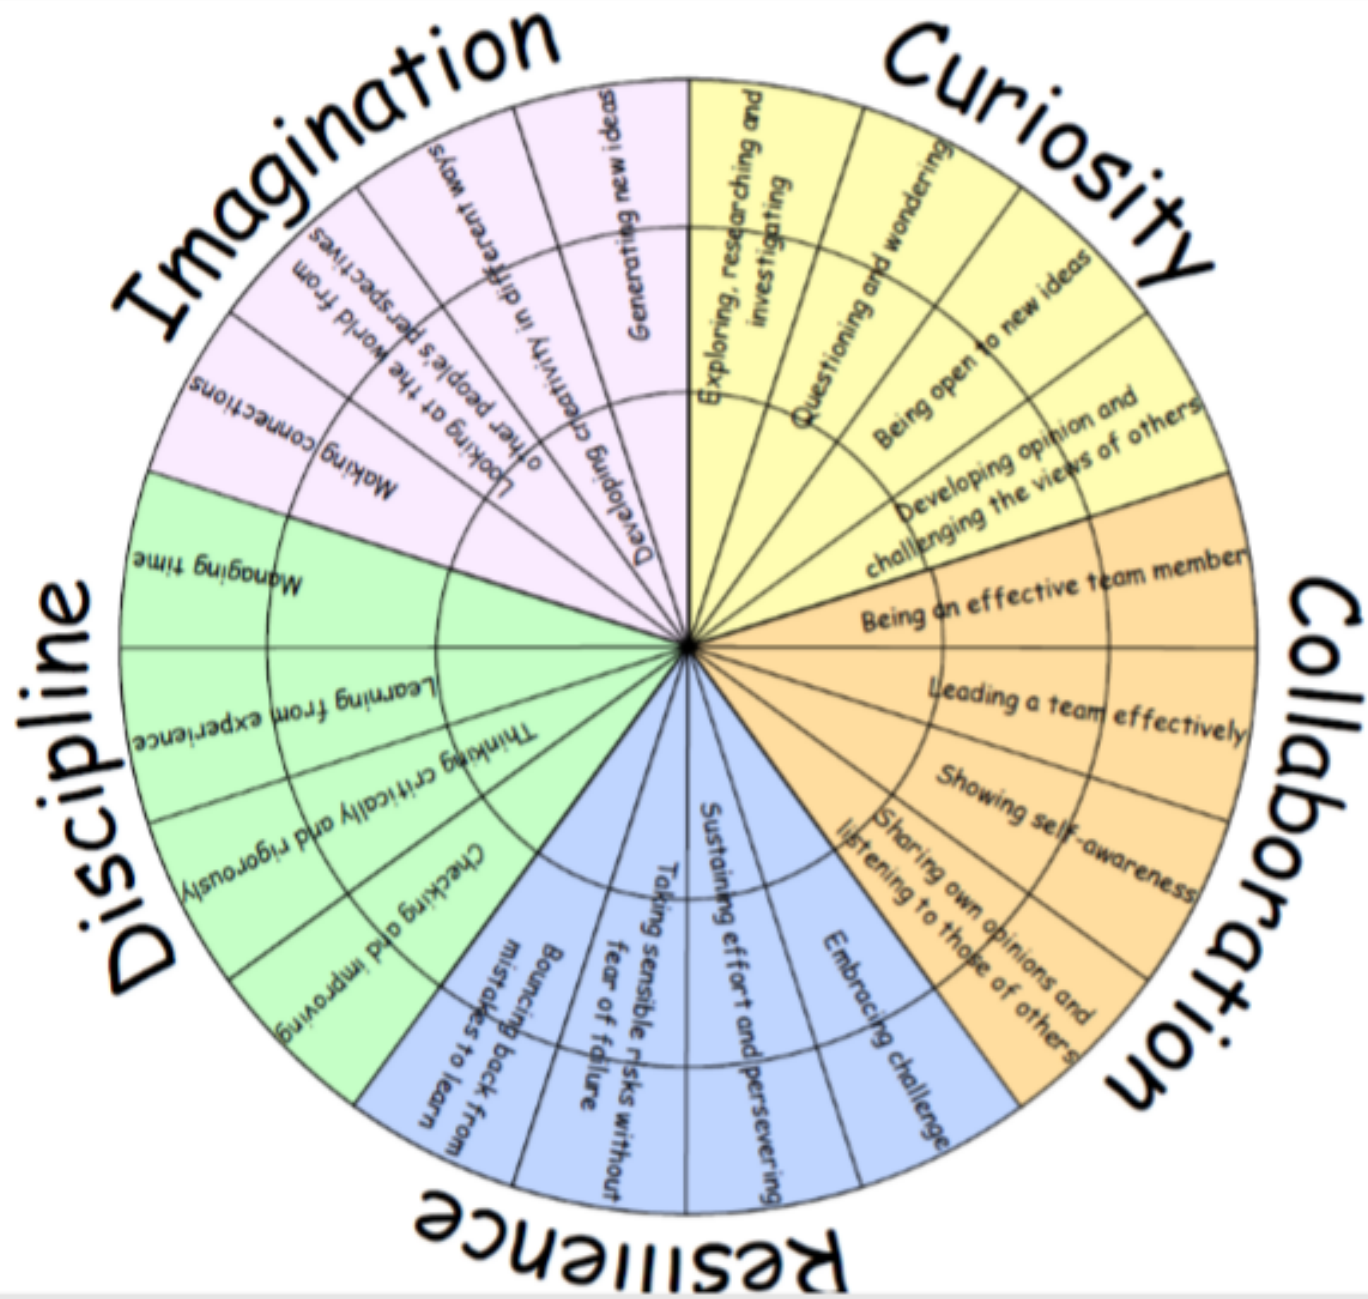 Curiosity
Exploring, researching and
investigating
Questioning and wondering
Being open to new ideas
Developing opinion and
challenging the views of others
Collaboration
Being an effective team member
Leading a team effectively
Showing self-awareness
Sharing own opinions and
listening to those of others
Resilience
Embracing challenge
Sustaining effort and persevering
Taking sensible risks without
fear of failure
Bouncing back from
mistakes to learn
Discipline
Checking and improving
Thinking critically and rigorously
Learning from experience
Managing time
Imagination
Making connections
Looking at the world from
other people's perspectives
Developing creativity in different ways
Generating new ideas